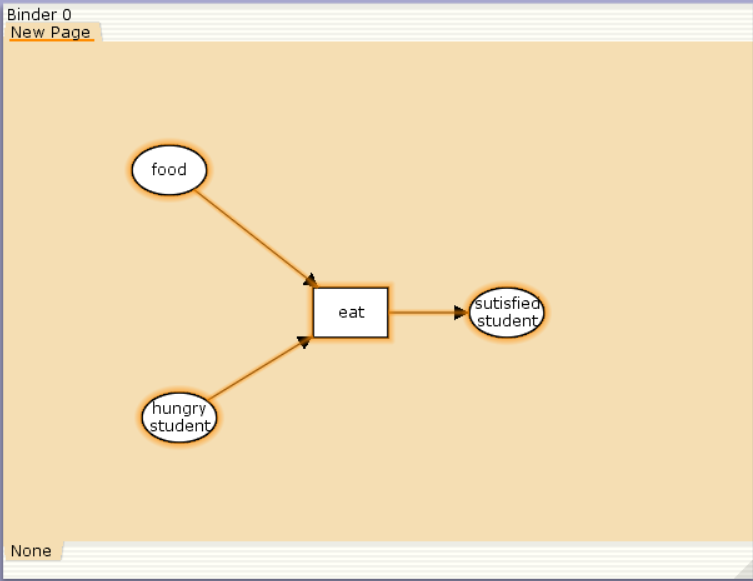 Binder 0
New Page
food
eat
sutisfied
student
hungry
student
None